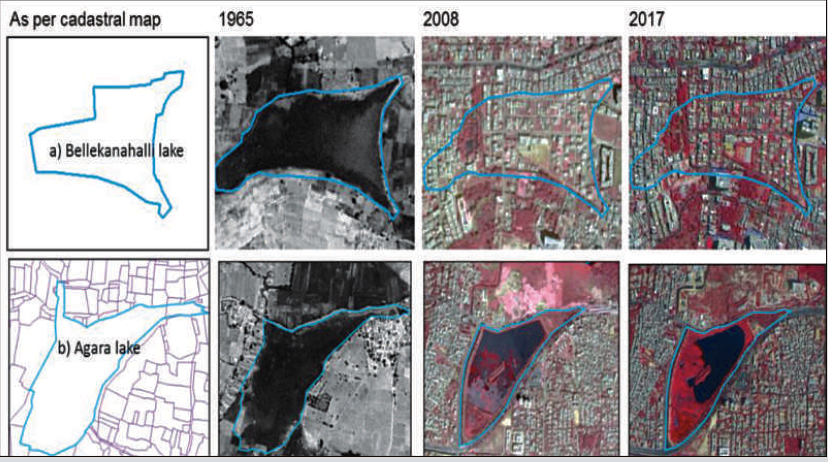 As per cadastral map 1965 2008 2017
a) Bellekanahalli lake
b) Agara lake